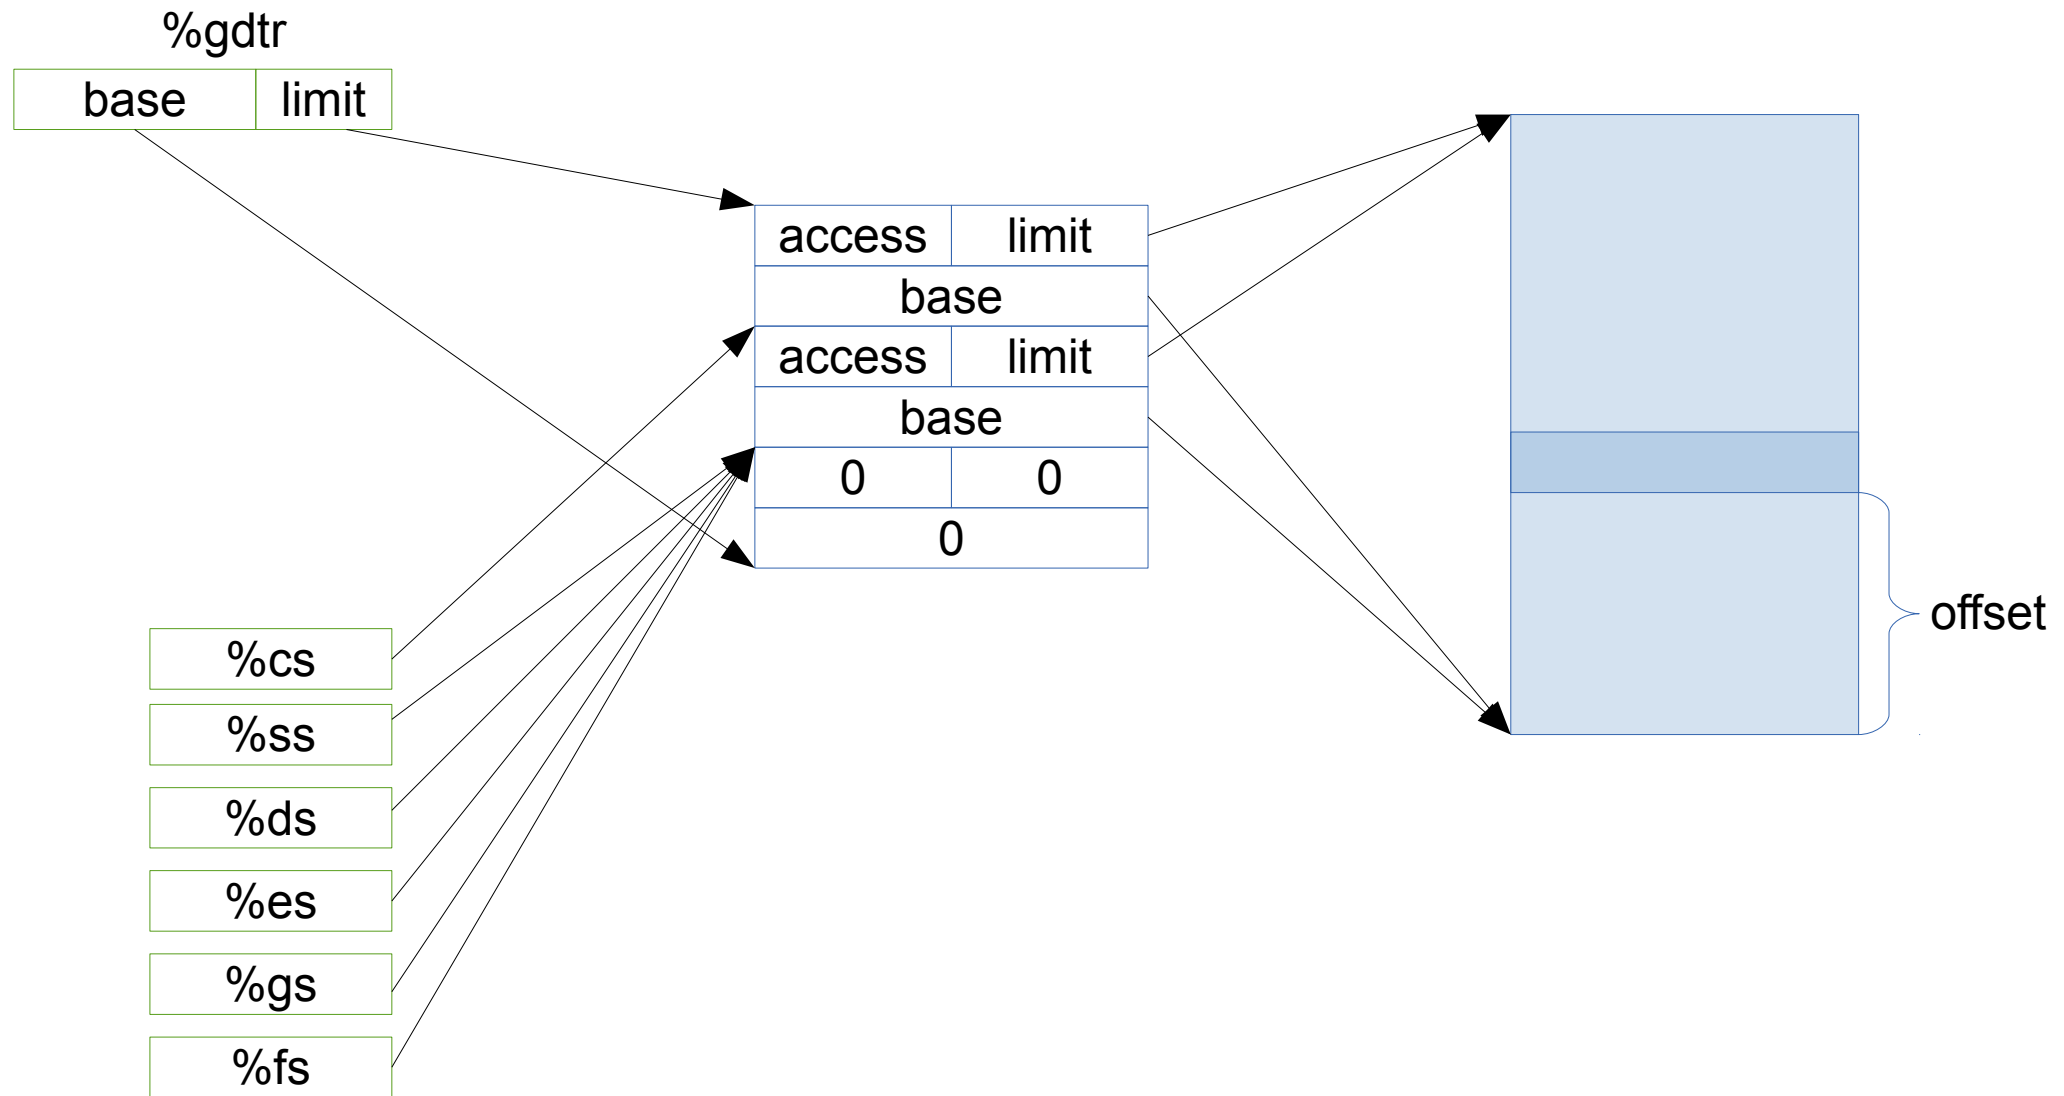 %gdtr
base limit
access limit
base
access limit
base
0 0
0
offset
%cs
%ss
%ds
%es
%gs
%fs